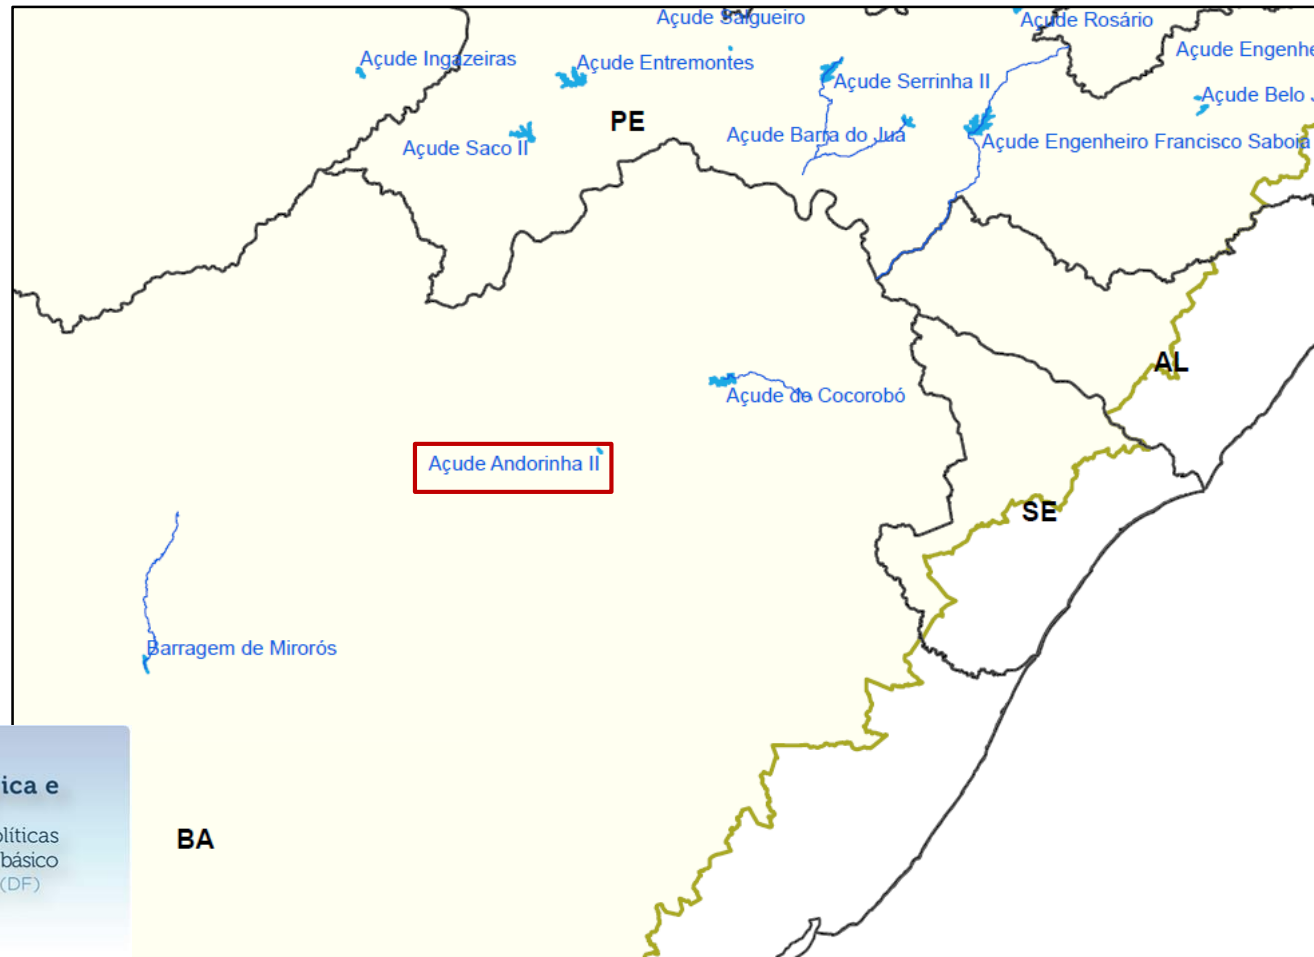 Açude Salgueiro
Açude Rosário
Açude Ingazeiras
Açude Entremontes
Açude Engenhe
Açude Serrinha II
Açude Belo J
PE
Açude Barra do Juá
Açude Saco II
Açude Engenheiro Francisco Saboia
AL
Açude do Cocorobó
Açude Andorinha II
SE
Barragem de Mirorós
ica e
olíticas
básico
(DF)
BA